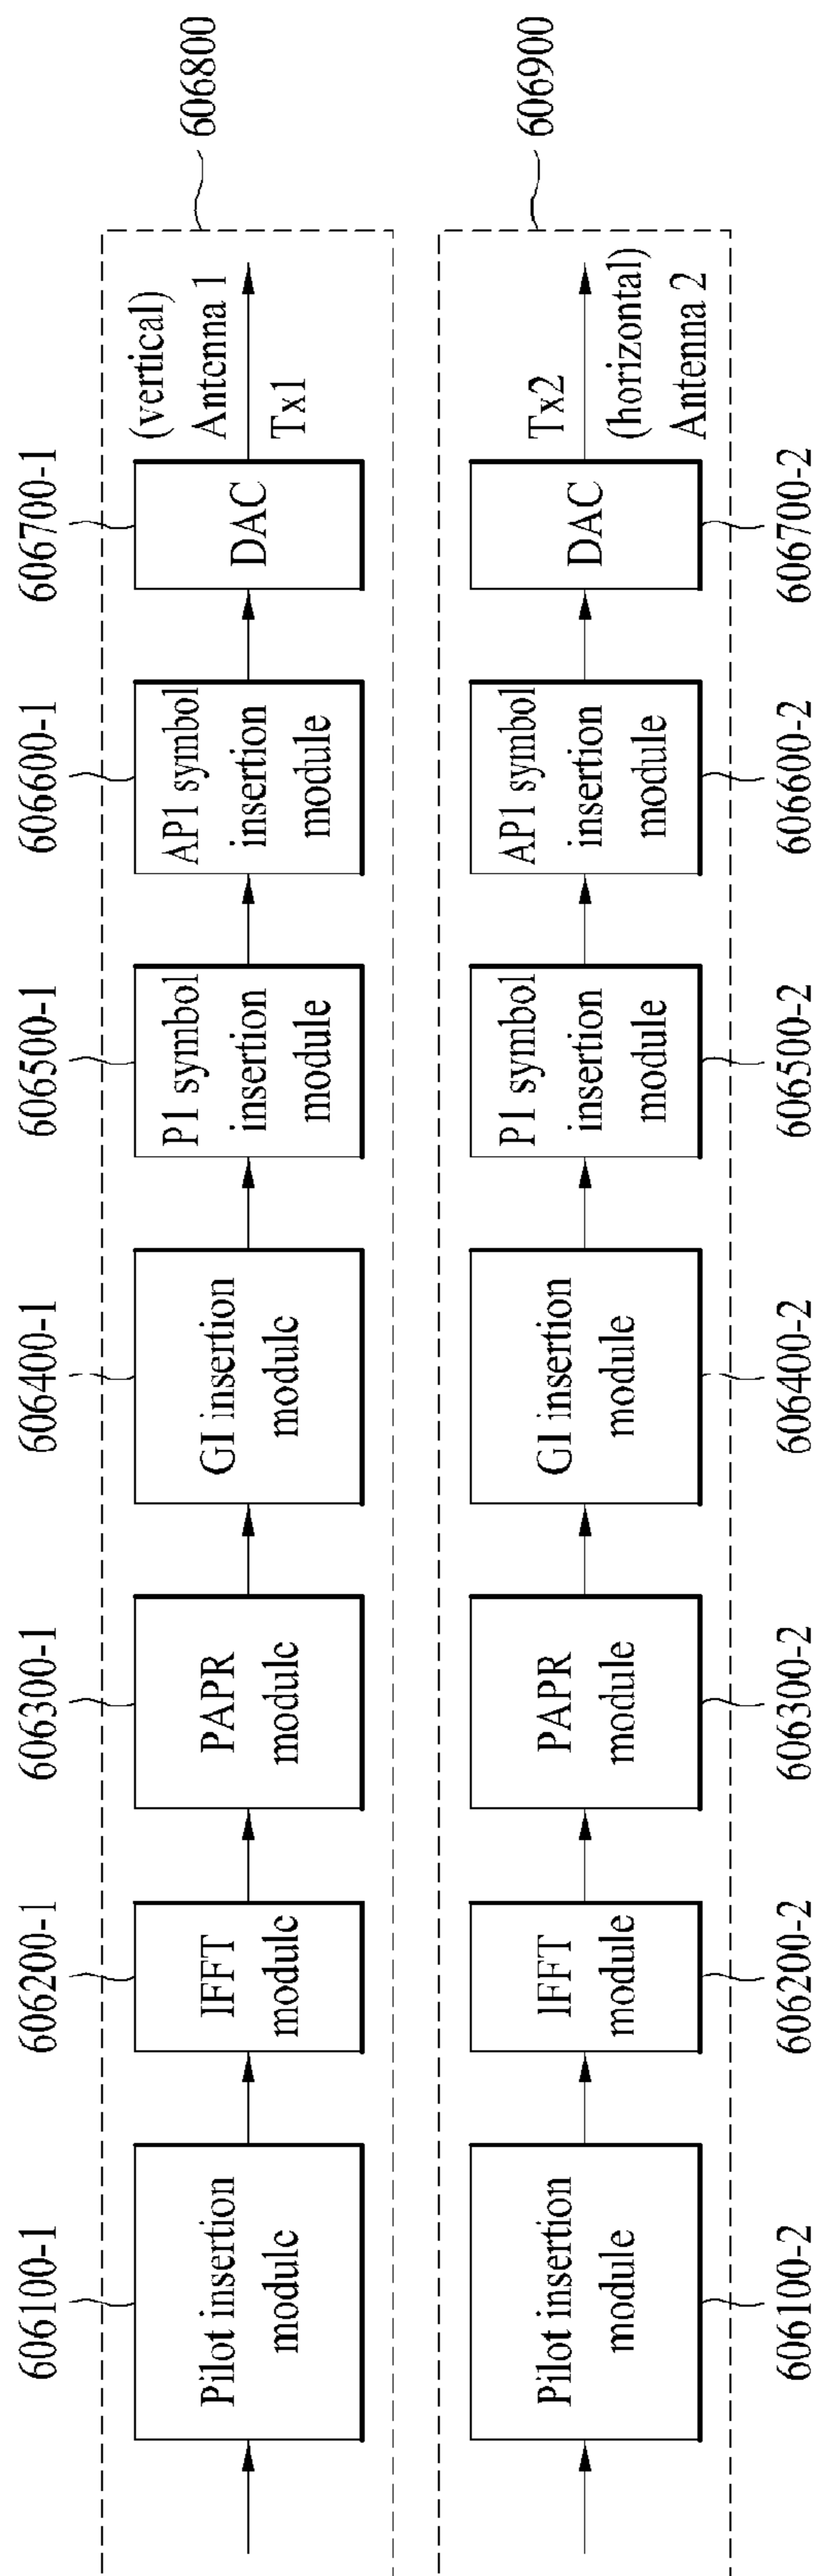 606100-1
606200-1
606300-1
606400-1
606500-1
606600-1
606700-1
606800
Pilot insertion
module
IFFT
module
PAPR
module
GI insertion
module
P1 symbol
insertion
module
AP1 symbol
insertion
module
DAC
(vertical)
Antenna 1
Tx1
606900
Pilot insertion
module
IFFT
module
PAPR
module
GI insertion
module
P1 symbol
insertion
module
AP1 symbol
insertion
module
DAC
Tx2
(horizontal)
Antenna 2
606100-2
606200-2
606300-2
606400-2
606500-2
606600-2
606700-2